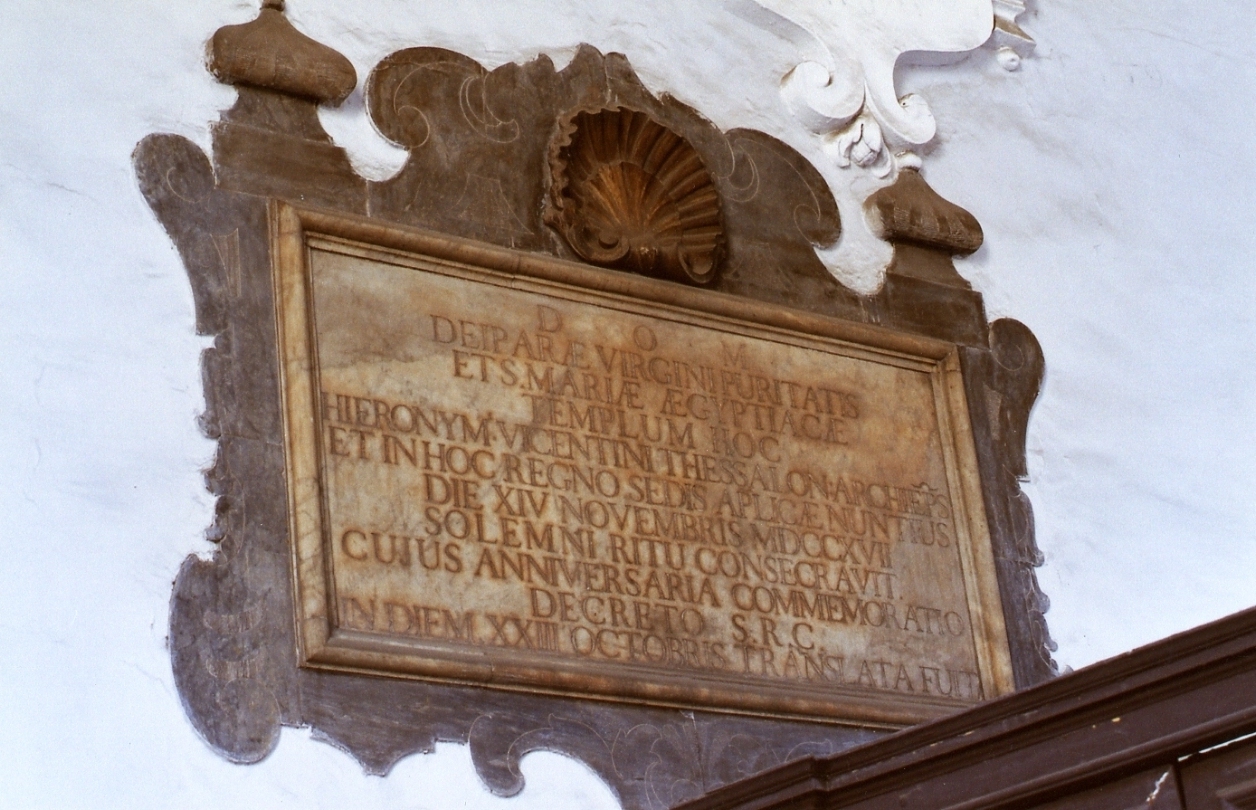 D O M
DEIPARÆ VIRGINI PURITATIS
ET S. MARIÆ ÆGYPTIACÆ
TEMPLUM HOC
HIERONYM· VICENTINI THESSALON· ARCHIEP̃S
ET IN HOC REGNO SEDIS APLICÆ NUNTIUS
DIE XIV NOVEMBRIS MDCCXVII
SOLEMNI RITU CONSECRAVIT.
CUJUS ANNIVERSARIA COMMEMORATIO
DECRETO S.R.C.
IN DIEM XXIII OCTOBRIS TRANSLATA FUIT